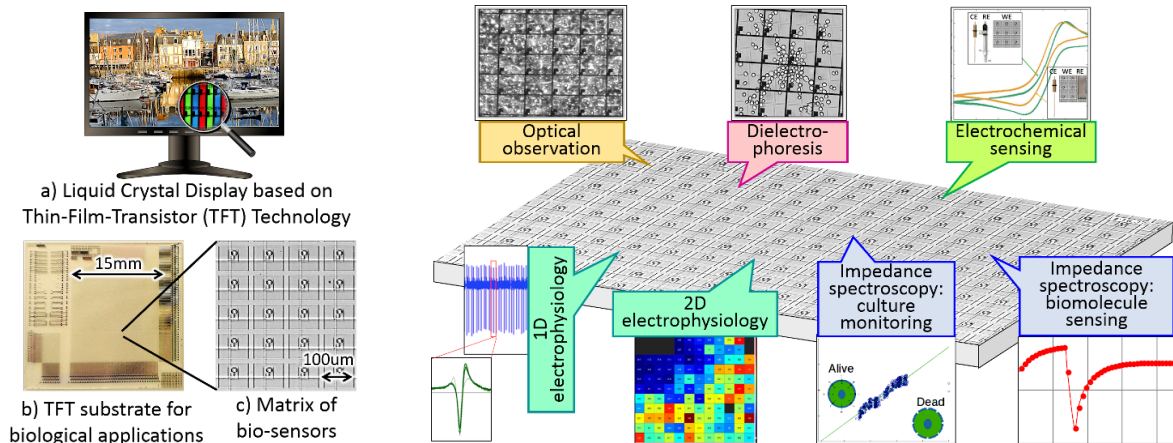 a) Liquid Crystal Display based on
Thin-Film-Transistor (TFT) Technology
15mm
100um
b) TFT substrate for
biological applications
c) Matrix of
bio-sensors
Optical
observation
Dielectro-
phoresis
CE RE WE
CE WE RE
Electrochemical
sensing
1D
electrophysiology
2D
electrophysiology
Impedance
spectroscopy:
culture
monitoring
Impedance
spectroscopy:
biomolecule
sensing
Alive
Dead